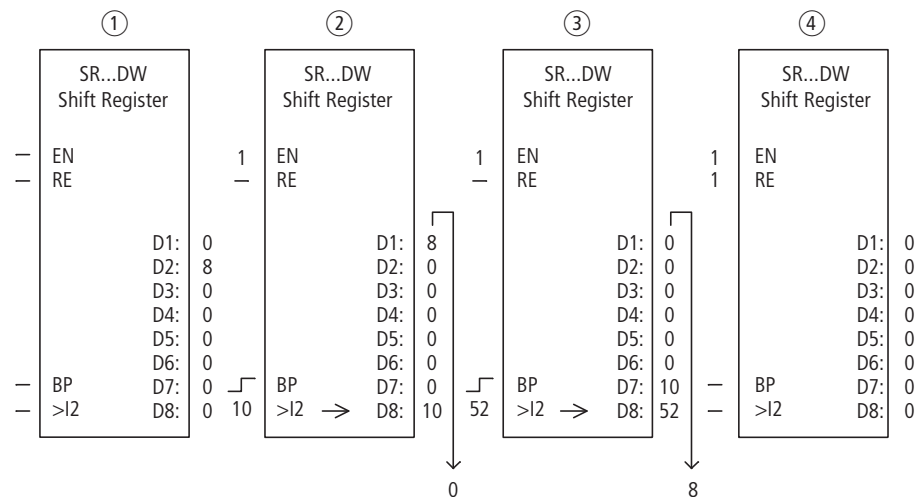 ① ② ③ ④
SR...DW SR...DW SR...DW SR...DW
Shift Register Shift Register Shift Register Shift Register
– EN 1 EN 1 EN 1 EN
– RE – RE – RE 1 RE
D1: 0 D1: 8 D1: 0 D1: 0
D2: 8 D2: 0 D2: 0 D2: 0
D3: 0 D3: 0 D3: 0 D3: 0
D4: 0 D4: 0 D4: 0 D4: 0
D5: 0 D5: 0 D5: 0 D5: 0
D6: 0 D6: 0 D6: 0 D6: 0
– BP D7: 0 BP D7: 0 BP D7: 10 – BP D7: 0
– >I2 D8: 0 10 >I2 → D8: 10 52 >I2 → D8: 52 – >I2 D8: 0
0 8